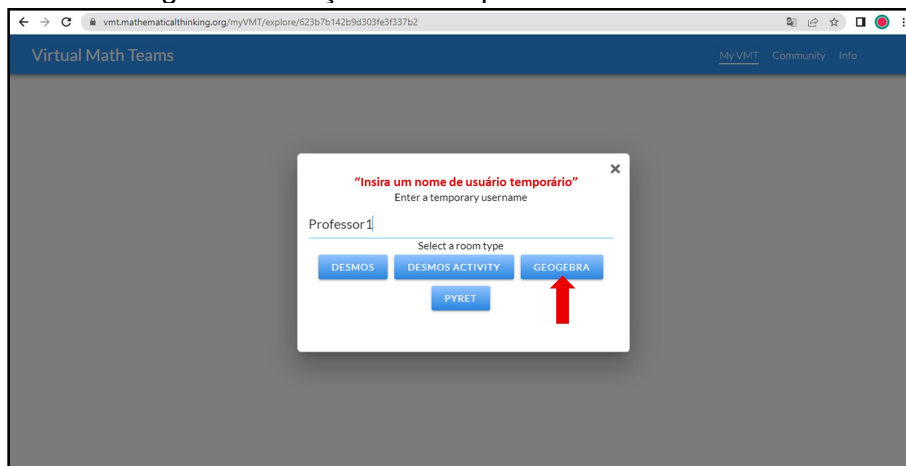 vmt.mathematicalthinking.org/myVMT/explore/623b7b142b9d303fe3f337b2
Virtual Math Teams
My VMT Community Info
“Insira um nome de usuário temporário”
Enter a temporary username
Professor1
Select a room type
DESMOS DESMOS ACTIVITY GEOGEBRA
PYRET